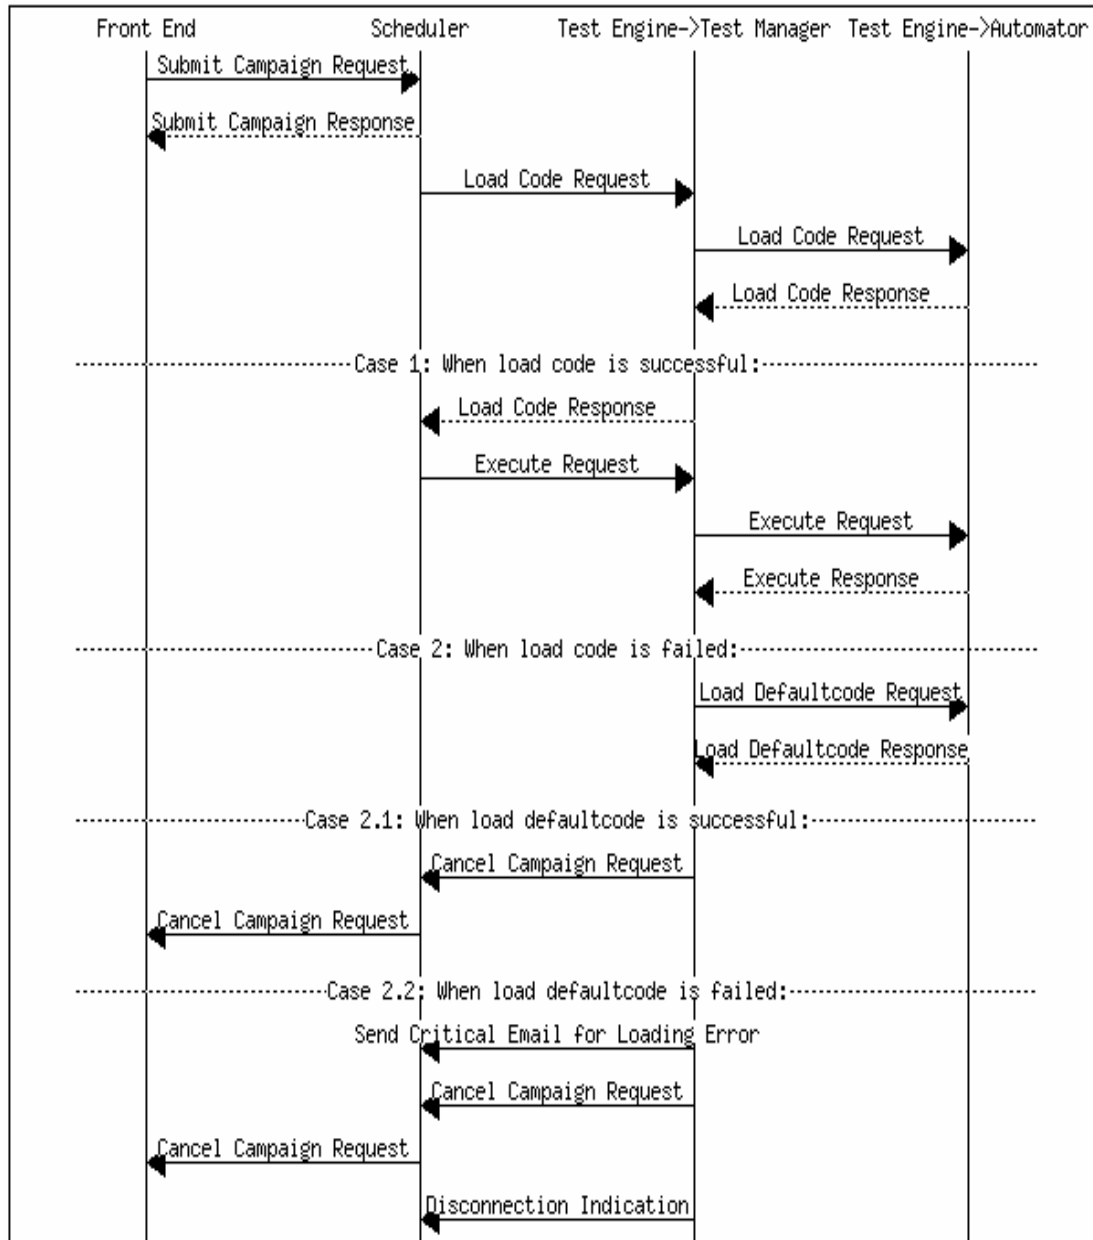 Front End Scheduler Test Engine->Test Manager Test Engine->Automator
Submit Campaign Request
Submit Campaign Response
Load Code Request
Load Code Request
Load Code Response
Case 1: When load code is successful:
Load Code Response
Execute Request
Execute Request
Execute Response
Case 2: When load code is failed:
Load Defaultcode Request
Load Defaultcode Response
Case 2.1: When load defaultcode is successful:
Cancel Campaign Request
Cancel Campaign Request
Case 2.2: When load defaultcode is failed:
Send Critical Email for Loading Error
Cancel Campaign Request
Cancel Campaign Request
Disconnection Indication